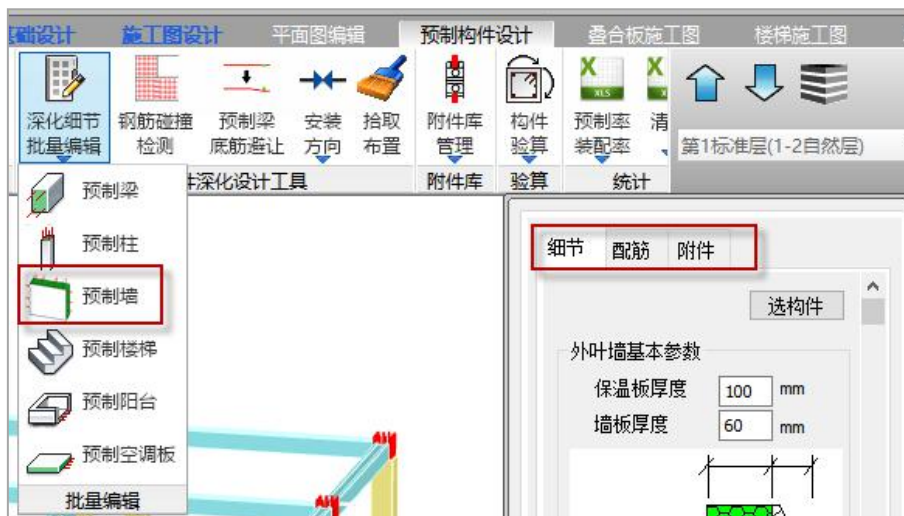 基础设计 施工图设计 平面图编辑 预制构件设计 叠合板施工图 楼梯施工图
深化细节 钢筋碰撞 预制梁 安装 拾取 附件库 构件 预制率 清
批量编辑 检测 底筋避让 方向 布置 管理 验算 装配率
XLS
第1标准层(1-2自然层)
件深化设计工具 附件库 验算 统计
预制梁
预制柱
预制墙
预制楼梯
预制阳台
预制空调板
批量编辑
细节 配筋 附件
选构件
外叶墙基本参数
保温板厚度 100 mm
墙板厚度 60 mm